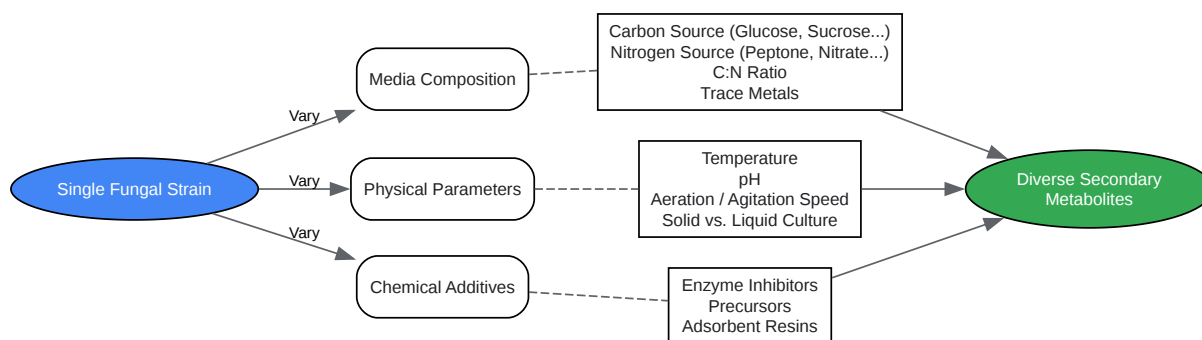 Single Fungal Strain
Vary
Vary
Vary
Media Composition
Physical Parameters
Chemical Additives
Carbon Source (Glucose, Sucrose...)
Nitrogen Source (Peptone, Nitrate...)
C:N Ratio
Trace Metals
Temperature
pH
Aeration / Agitation Speed
Solid vs. Liquid Culture
Enzyme Inhibitors
Precursors
Adsorbent Resins
Diverse Secondary
Metabolites